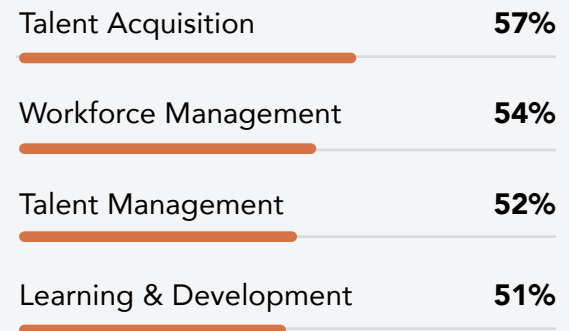 Talent Acquisition 57%
Workforce Management 54%
Talent Management 52%
Learning & Development 51%